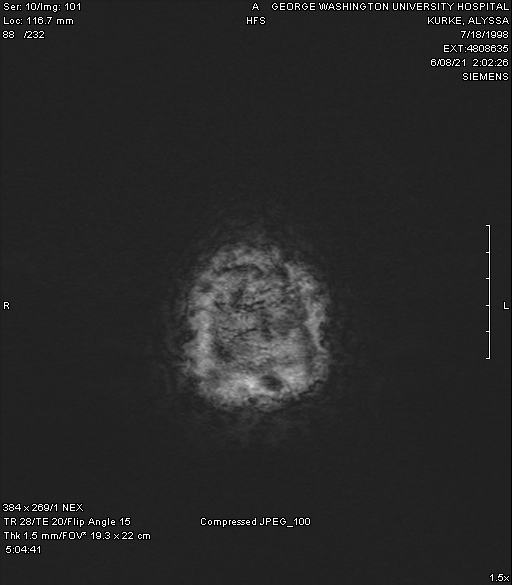 Ser: 10/Img: 101
Loc: 116.7 mm
88 /232
A
HFS
GEORGE WASHINGTON UNIVERSITY HOSPITAL
KURKE, ALYSSA
7/18/1998
EXT:4808635
6/08/21 2:02:26
SIEMENS
R
L
384 x 269/1 NEX
TR 28/TE 20/Flip Angle 15
Thk 1.5 mm/FOV* 19.3 x 22 cm
5:04:41
Compressed JPEG_100
1.5x